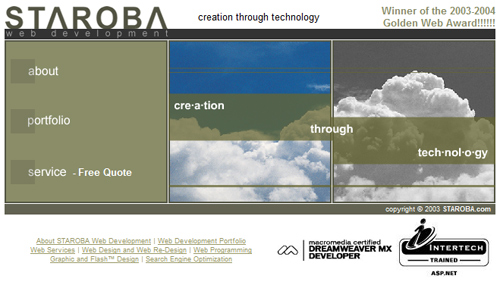 STAROBA
web development
creation through technology
Winner of the 2003-2004
Golden Web Award!!!!!!
about
portfolio
service - Free Quote
cre·a·tion
through
tech·nol·o·gy
copyright © 2003 STAROBA.com
About STAROBA Web Development | Web Development Portfolio
Web Services | Web Design and Web Re-Design | Web Programming
Graphic and Flash™ Design | Search Engine Optimization
macromedia certified
DREAMWEAVER MX
DEVELOPER
INTERTECH
TRAINED
ASP.NET